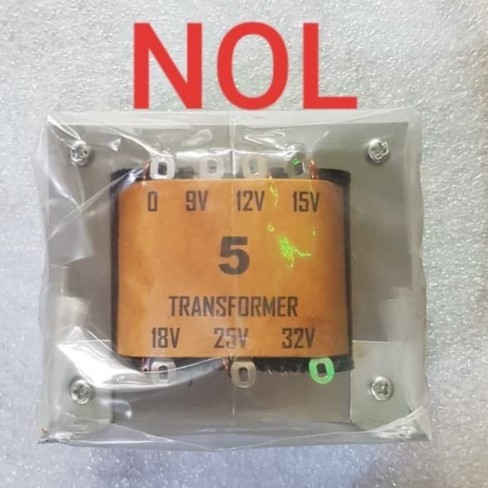 NOL
0 9V 12V 15V
5
TRANSFORMER
18V 25V 32V